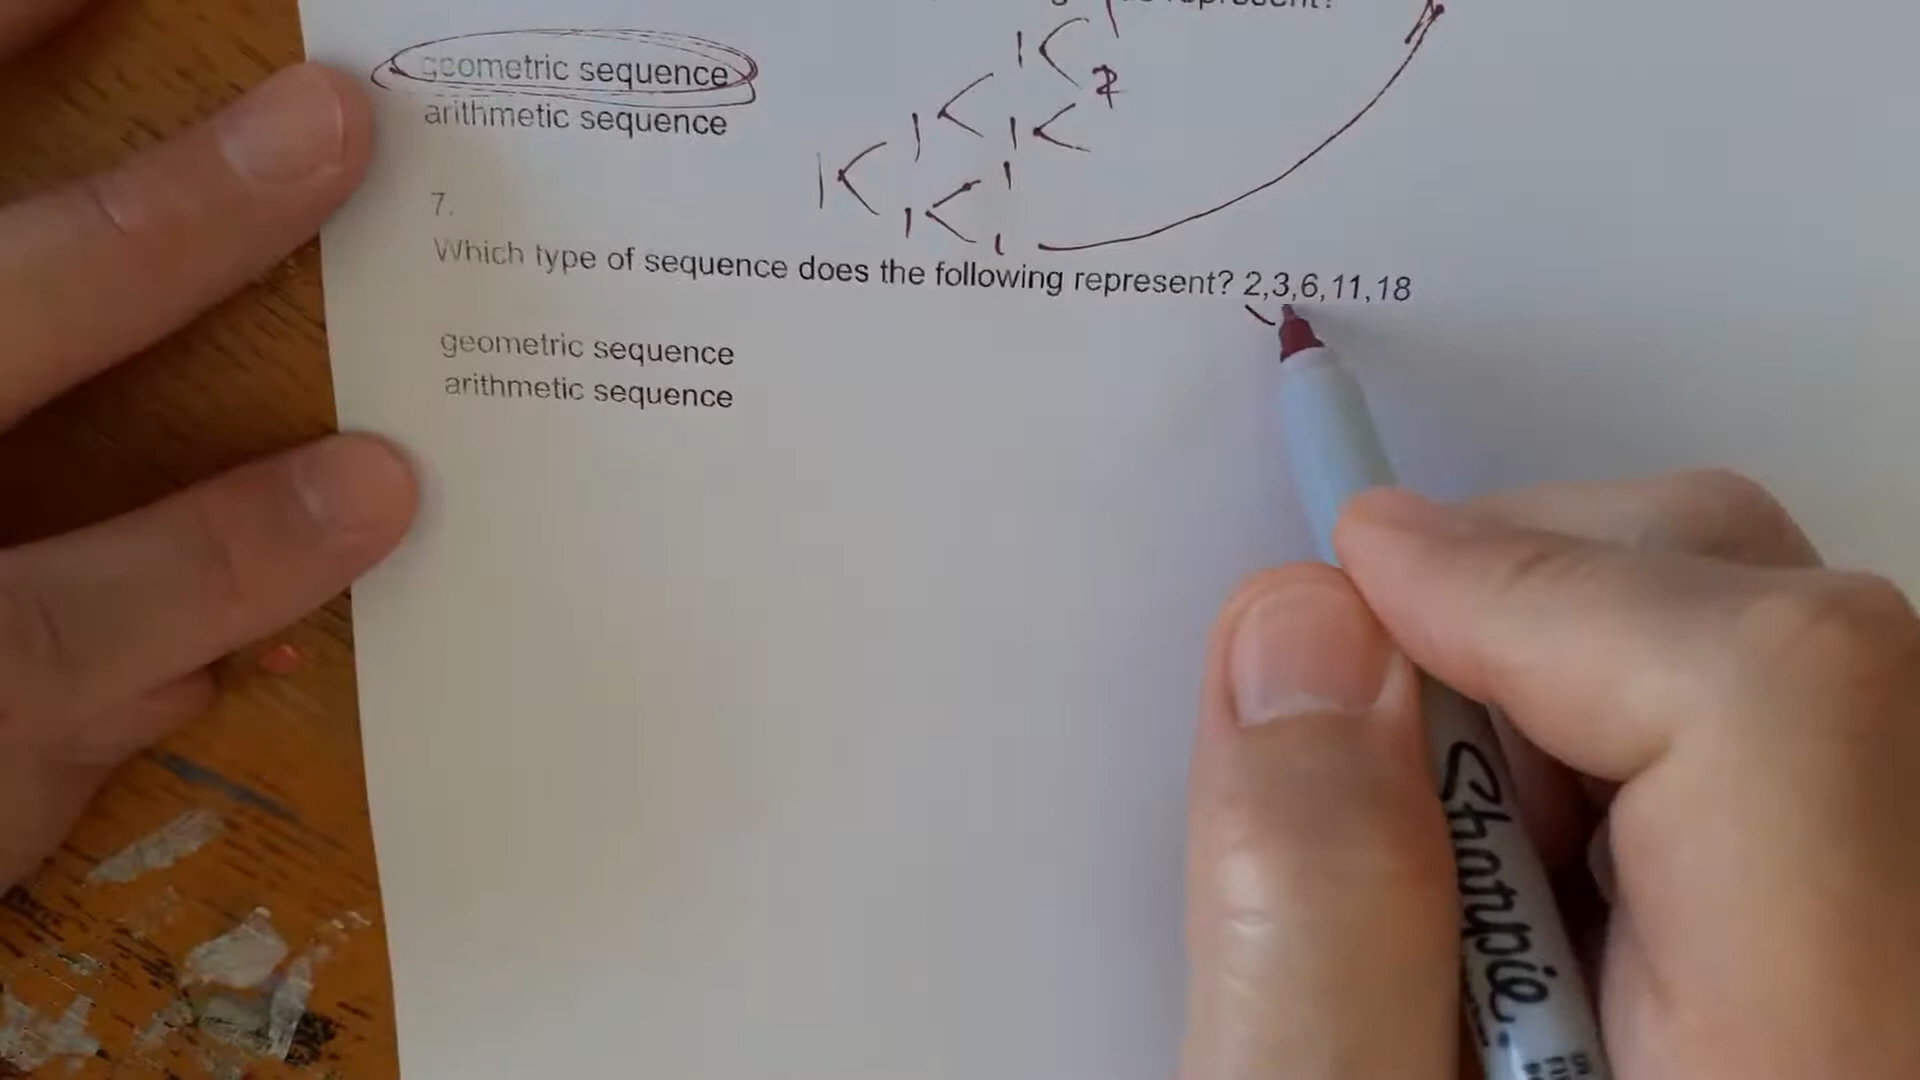 represent?
geometric sequence
arithmetic sequence
7.
Which type of sequence does the following represent? 2,3,6,11,18
geometric sequence
arithmetic sequence
Sharpie